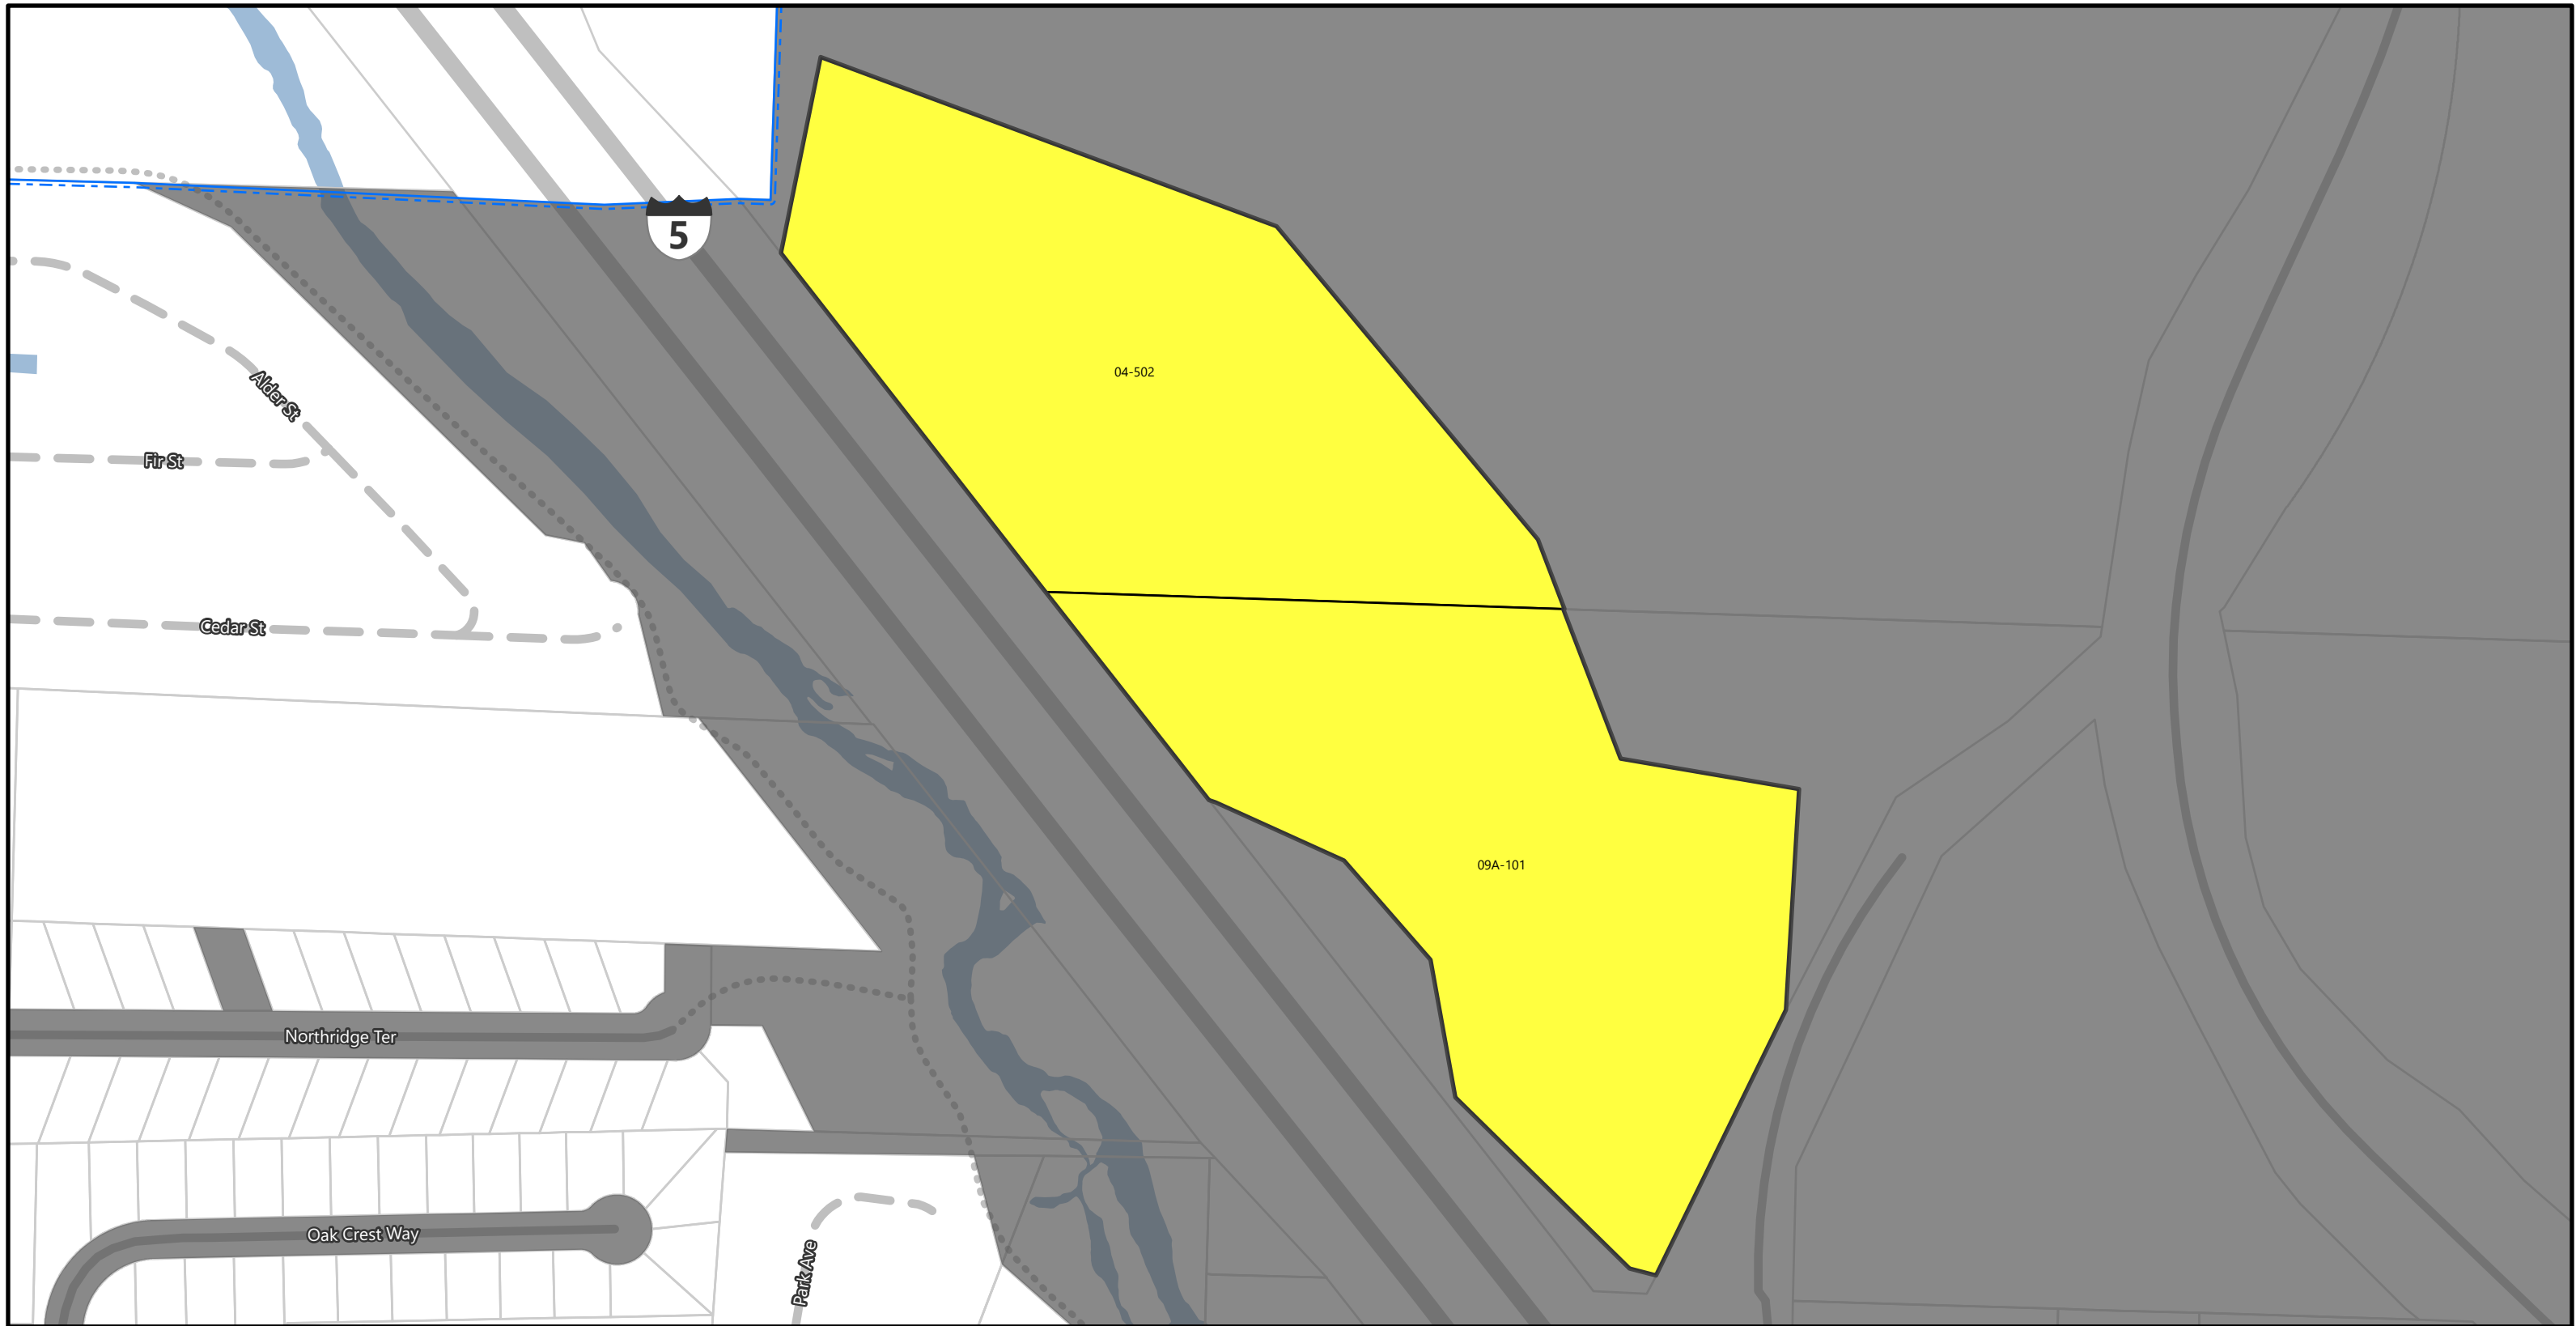 5
04-502
Alder St
Fir St
Cedar St
09A-101
Northridge Ter
Oak Crest Way
Park Ave